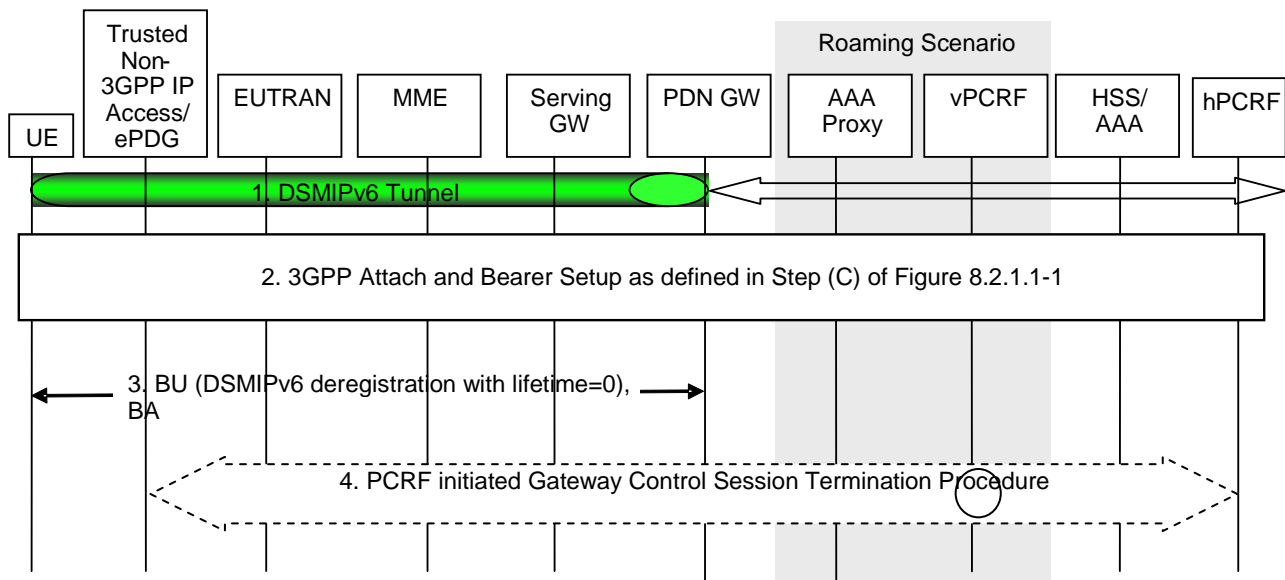 Trusted
Non-
3GPP IP
Access/
ePDG
Roaming Scenario
UE
EUTRAN
MME
Serving
GW
PDN GW
AAA
Proxy
vPCRF
HSS/
AAA
hPCRF
1. DSMIPv6 Tunnel
2. 3GPP Attach and Bearer Setup as defined in Step (C) of Figure 8.2.1.1-1
3. BU (DSMIPv6 deregistration with lifetime=0),
BA
4. PCRF initiated Gateway Control Session Termination Procedure